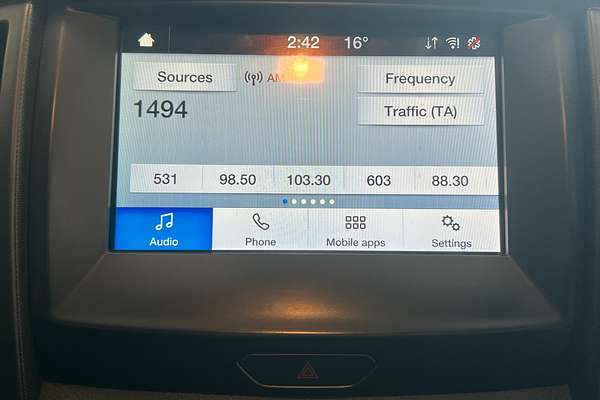 2:42 16°
Sources AM Frequency
1494 Traffic (TA)
531 98.50 103.30 603 88.30
Audio Phone Mobile apps Settings